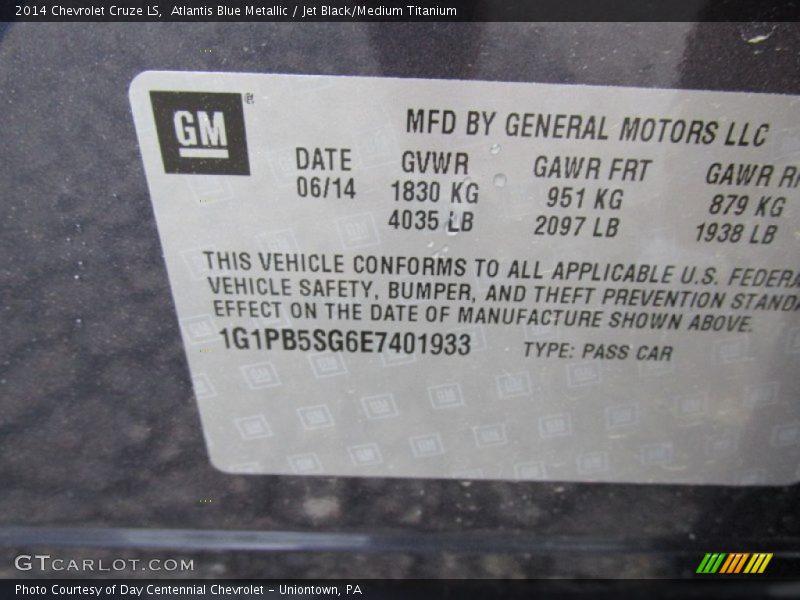 2014 Chevrolet Cruze LS,  Atlantis Blue Metallic / Jet Black/Medium Titanium
GM
MFD BY GENERAL MOTORS LLC
DATE GVWR GAWR FRT GAWR
06/14 1830 KG 951 KG 879 KG
4035 LB 2097 LB 1938 LB
THIS VEHICLE CONFORMS TO ALL APPLICABLE U.S. FEDERA
VEHICLE SAFETY, BUMPER, AND THEFT PREVENTION STANDA
EFFECT ON THE DATE OF MANUFACTURE SHOWN ABOVE.
1G1PB5SG6E7401933 TYPE: PASS CAR
GTCARLOT.COM
Photo Courtesy of Day Centennial Chevrolet - Uniontown, PA